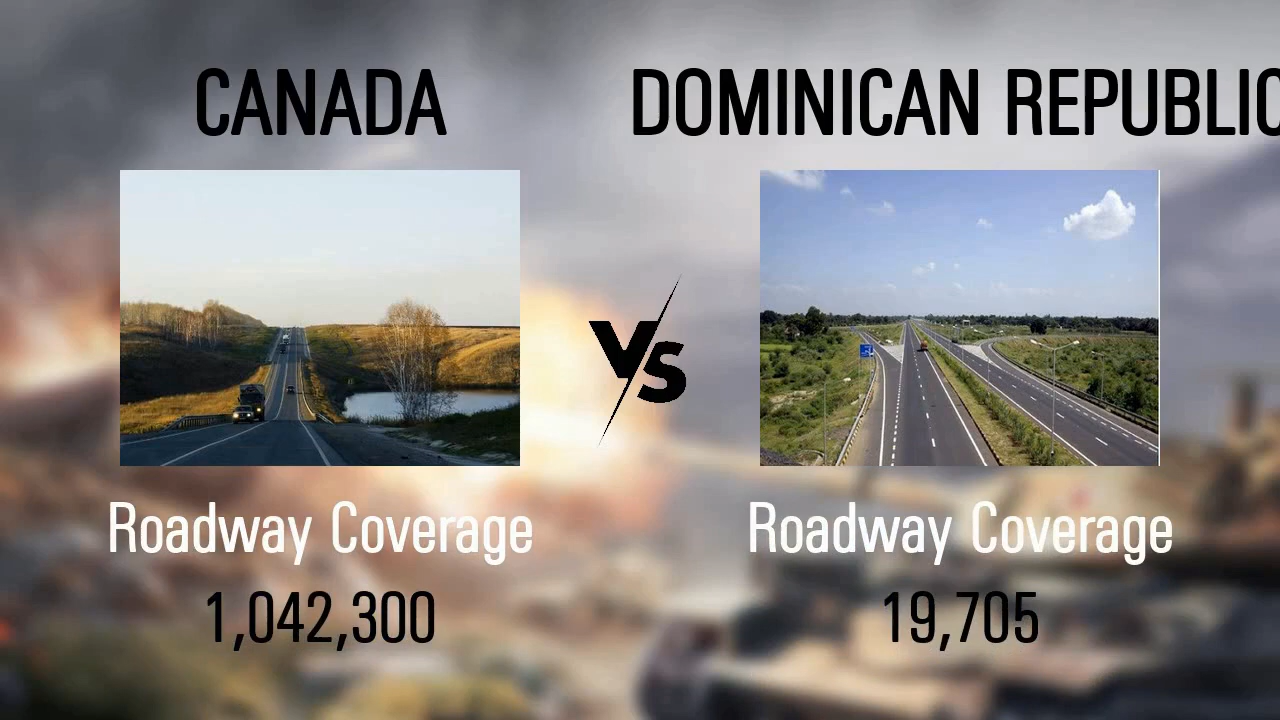 CANADA
DOMINICAN REPUBLIC
VS
Roadway Coverage
Roadway Coverage
1,042,300
19,705